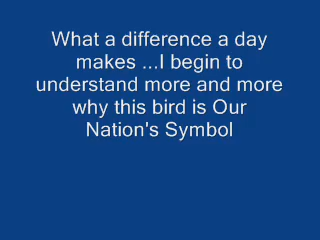 What a difference a day
makes ...I begin to
understand more and more
why this bird is Our
Nation's Symbol